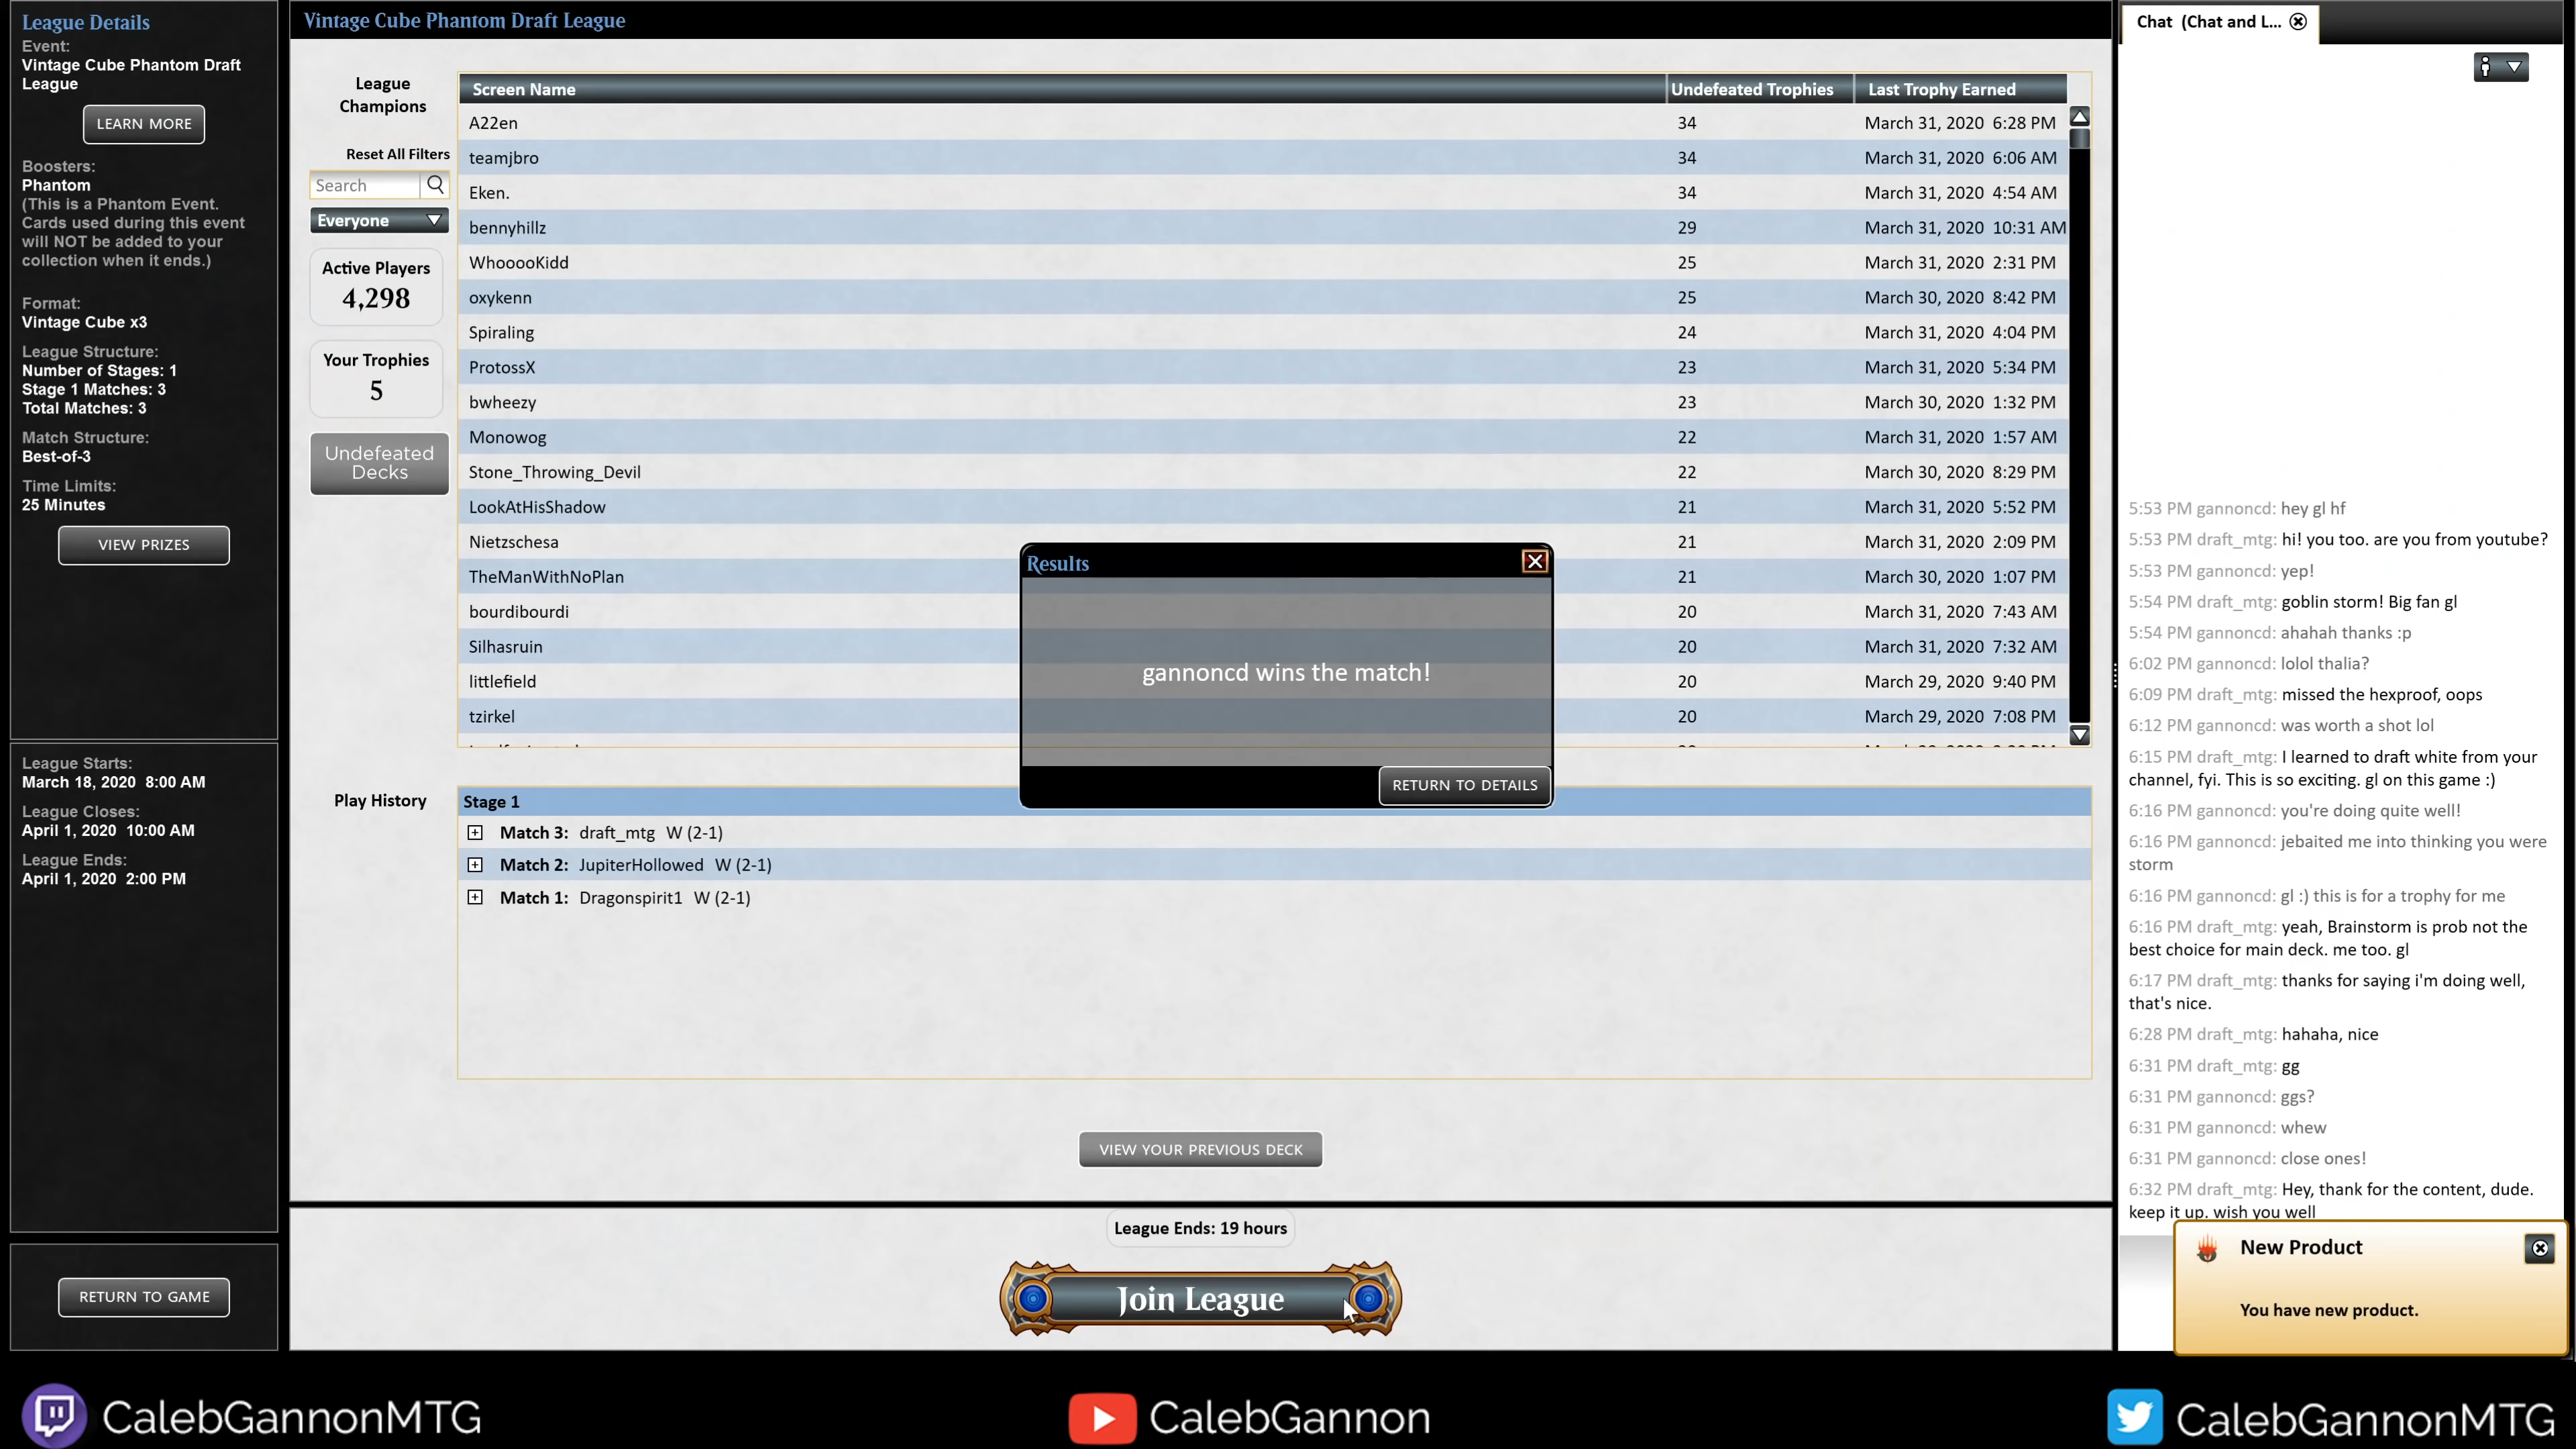 League Details
Event:
Vintage Cube Phantom Draft
League
LEARN MORE
Boosters:
Phantom
(This is a Phantom Event.
Cards used during this event
will NOT be added to your
collection when it ends.)
Format:
Vintage Cube x3
League Structure:
Number of Stages: 1
Stage 1 Matches: 3
Total Matches: 3
Match Structure:
Best-of-3
Time Limits:
25 Minutes
VIEW PRIZES
League Starts:
March 18, 2020 8:00 AM
League Closes:
April 1, 2020 10:00 AM
League Ends:
April 1, 2020 2:00 PM
RETURN TO GAME
Vintage Cube Phantom Draft League
League
Champions
Reset All Filters
Search
Everyone
Active Players
4,298
Your Trophies
5
Undefeated
Decks
Screen Name Undefeated Trophies Last Trophy Earned
A22en 34 March 31, 2020 6:28 PM
teamjbro 34 March 31, 2020 6:06 AM
Eken. 34 March 31, 2020 4:54 AM
bennyhillz 29 March 31, 2020 10:31 AM
WhooooKidd 25 March 31, 2020 2:31 PM
oxykenn 25 March 30, 2020 8:42 PM
Spiraling 24 March 31, 2020 4:04 PM
ProtossX 23 March 31, 2020 5:34 PM
bwheezy 23 March 30, 2020 1:32 PM
Monowog 22 March 31, 2020 1:57 AM
Stone_Throwing_Devil 22 March 30, 2020 8:29 PM
LookAtHisShadow 21 March 31, 2020 5:52 PM
Nietzschesa 21 March 31, 2020 2:09 PM
TheManWithNoPlan 21 March 30, 2020 1:07 PM
bourdibourdi 20 March 31, 2020 7:43 AM
Silhasruin 20 March 31, 2020 7:32 AM
littlefield 20 March 29, 2020 9:40 PM
tzirkel 20 March 29, 2020 7:08 PM
Results
gannoncd wins the match!
RETURN TO DETAILS
Play History
Stage 1
Match 3: draft_mtg W (2-1)
Match 2: JupiterHollowed W (2-1)
Match 1: Dragonspirit1 W (2-1)
VIEW YOUR PREVIOUS DECK
League Ends: 19 hours
Join League
Chat (Chat and L...
5:53 PM gannoncd: hey gl hf
5:53 PM draft_mtg: hi! you too. are you from youtube?
5:53 PM gannoncd: yep!
5:54 PM draft_mtg: goblin storm! Big fan gl
5:54 PM gannoncd: ahahah thanks :p
6:02 PM gannoncd: lolol thalia?
6:09 PM draft_mtg: missed the hexproof, oops
6:12 PM gannoncd: was worth a shot lol
6:15 PM draft_mtg: I learned to draft white from your
channel, fyi. This is so exciting. gl on this game :)
6:16 PM gannoncd: you're doing quite well!
6:16 PM gannoncd: jebaited me into thinking you were
storm
6:16 PM gannoncd: gl :) this is for a trophy for me
6:16 PM draft_mtg: yeah, Brainstorm is prob not the
best choice for main deck. me too. gl
6:17 PM draft_mtg: thanks for saying i'm doing well,
that's nice.
6:28 PM draft_mtg: hahaha, nice
6:31 PM draft_mtg: gg
6:31 PM gannoncd: ggs?
6:31 PM gannoncd: whew
6:31 PM gannoncd: close ones!
6:32 PM draft_mtg: Hey, thank for the content, dude.
keep it up. wish you well
New Product
You have new product.
CalebGannonMTG
CalebGannon
CalebGannonMTG